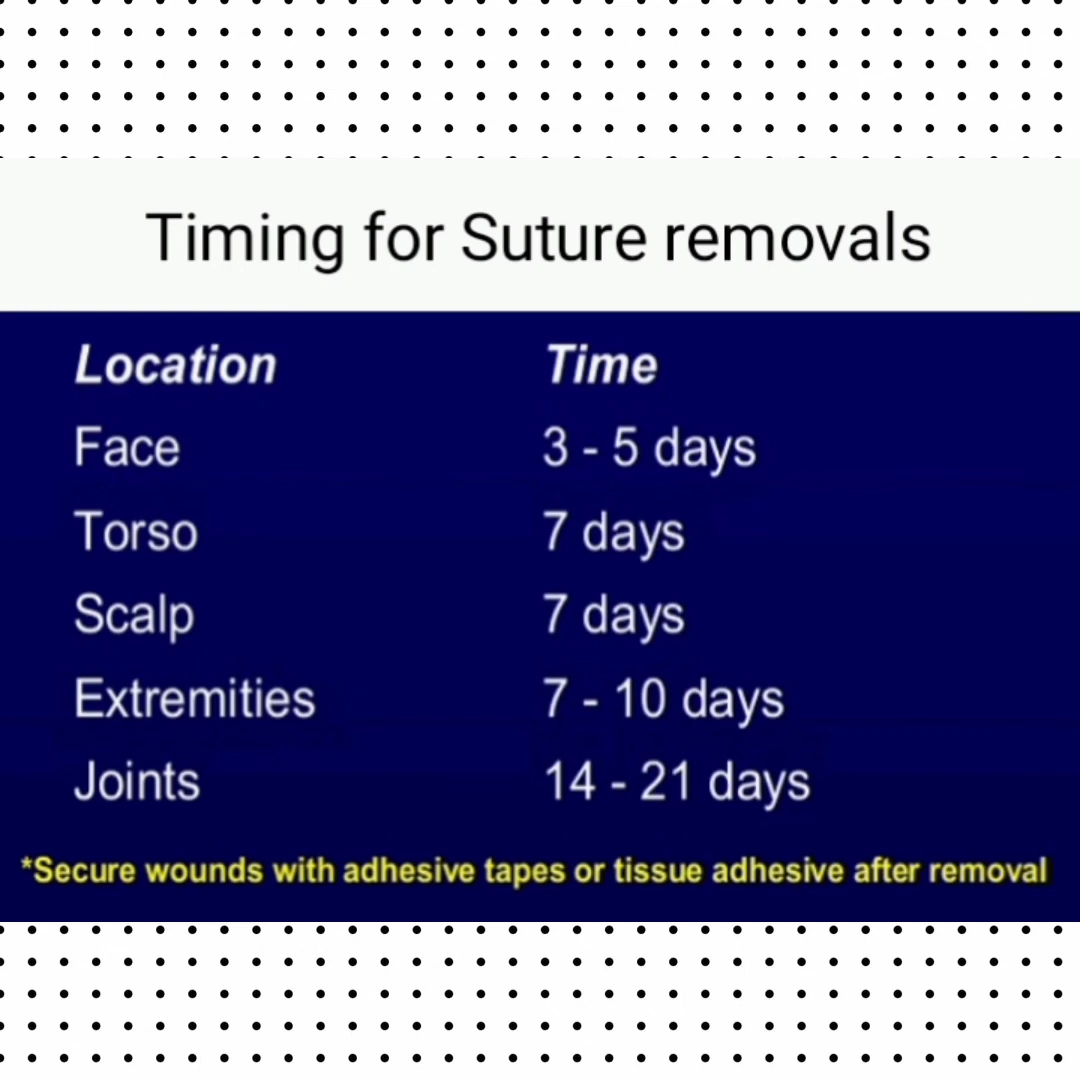 Timing for Suture removals
Location Time
Face 3 - 5 days
Torso 7 days
Scalp 7 days
Extremities 7 - 10 days
Joints 14 - 21 days
*Secure wounds with adhesive tapes or tissue adhesive after removal